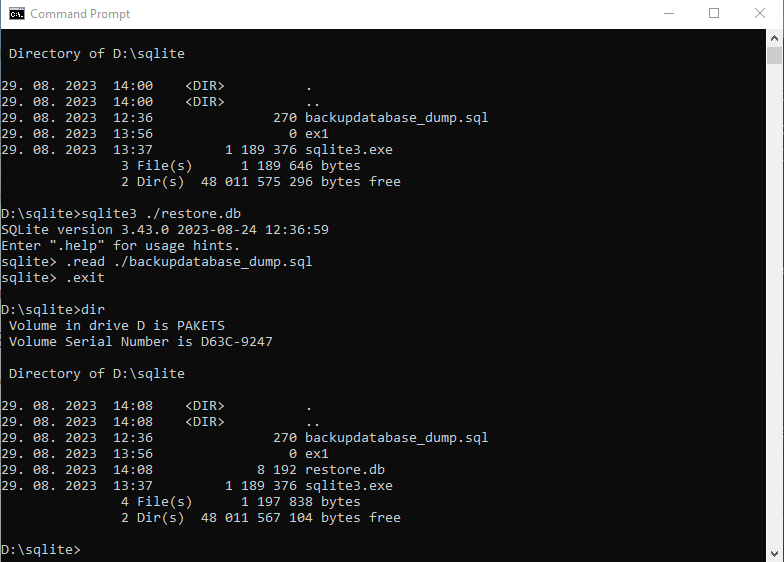 Command Prompt
Directory of D:\sqlite
29. 08. 2023  14:00    <DIR>          .
29. 08. 2023  14:00    <DIR>          ..
29. 08. 2023  12:36               270 backupdatabase_dump.sql
29. 08. 2023  13:56                 0 ex1
29. 08. 2023  13:37         1 189 376 sqlite3.exe
               3 File(s)      1 189 646 bytes
               2 Dir(s)  48 011 575 296 bytes free
D:\sqlite>sqlite3 ./restore.db
SQLite version 3.43.0 2023-08-24 12:36:59
Enter ".help" for usage hints.
sqlite> .read ./backupdatabase_dump.sql
sqlite> .exit
D:\sqlite>dir
 Volume in drive D is PAKETS
 Volume Serial Number is D63C-9247
 Directory of D:\sqlite
29. 08. 2023  14:08    <DIR>          .
29. 08. 2023  14:08    <DIR>          ..
29. 08. 2023  12:36               270 backupdatabase_dump.sql
29. 08. 2023  13:56                 0 ex1
29. 08. 2023  14:08             8 192 restore.db
29. 08. 2023  13:37         1 189 376 sqlite3.exe
               4 File(s)      1 197 838 bytes
               2 Dir(s)  48 011 567 104 bytes free
D:\sqlite>